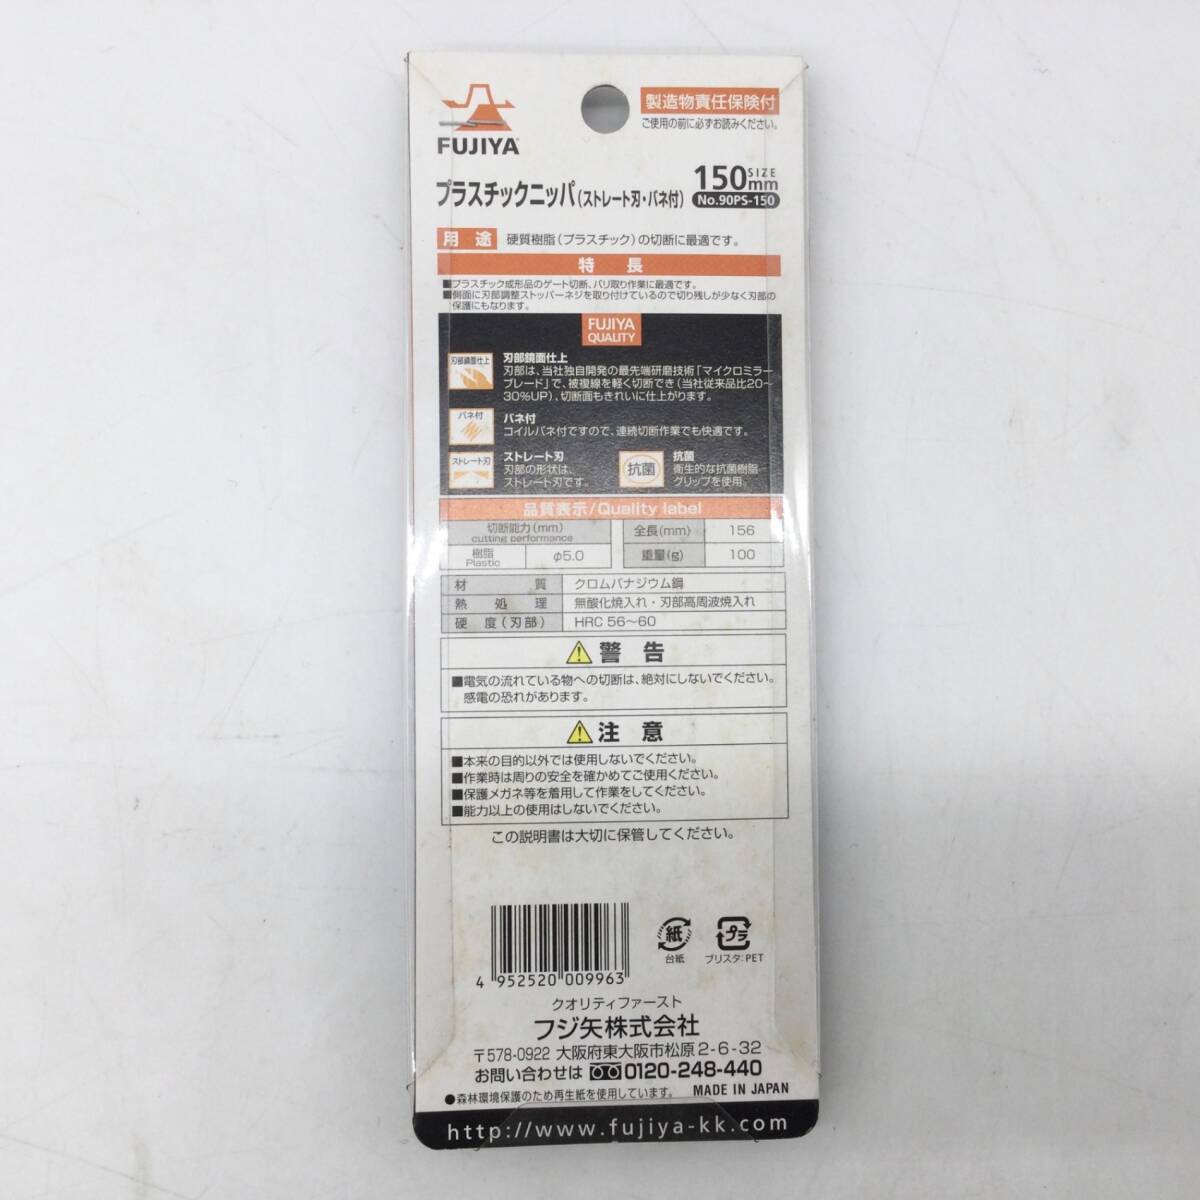 製造物責任保険付
ご使用の前に必ずお読みください。
FUJIYA
プラスチックニッパ(ストレート刃・バネ付)
150mm SIZE
No.90PS-150
用途 硬質樹脂(プラスチック)の切断に最適です。
特長
■プラスチック成形品のゲート切断、バリ取り作業に最適です。
■側面に刃部調整ストッパーネジを取り付けているので切り残しが少なく刃部の
保護にもなります。
FUJIYA
QUALITY
刃部鏡面仕上
刃部鏡面仕上
刃部は、当社独自開発の最先端研磨技術「マイクロミラー
ブレード」で、被複線を軽く切断でき(当社従来品比20～
30%UP)、切断面もきれいに仕上がります。
バネ付
バネ付
コイルバネ付ですので、連続切断作業でも快適です。
ストレート刃
ストレート刃
刃部の形状は、
ストレート刃です。
抗菌
抗菌
衛生的な抗菌樹脂
グリップを使用。
品質表示/Quality label
切断能力(mm)
cutting performance
樹脂
Plastic
φ5.0
全長(mm) 156
重量(g) 100
材質 クロムバナジウム鋼
熱処理 無酸化焼入れ・刃部高周波焼入れ
硬度(刃部) HRC 56～60
警告
■電気の流れている物への切断は、絶対にしないでください。
感電の恐れがあります。
注意
■本来の目的以外では使用しないでください。
■作業時は周りの安全を確かめてご使用ください。
■保護メガネ等を着用して作業をしてください。
■能力以上の使用はしないでください。
この説明書は大切に保管してください。
4 952520 009963
紙
台紙
プラ
ブリスタ:PET
クオリティファースト
フジ矢株式会社
〒578-0922 大阪府東大阪市松原2-6-32
お問い合わせは 0120-248-440
●森林環境保護のため再生紙を使用しています。 MADE IN JAPAN
http://www.fujiya-kk.com